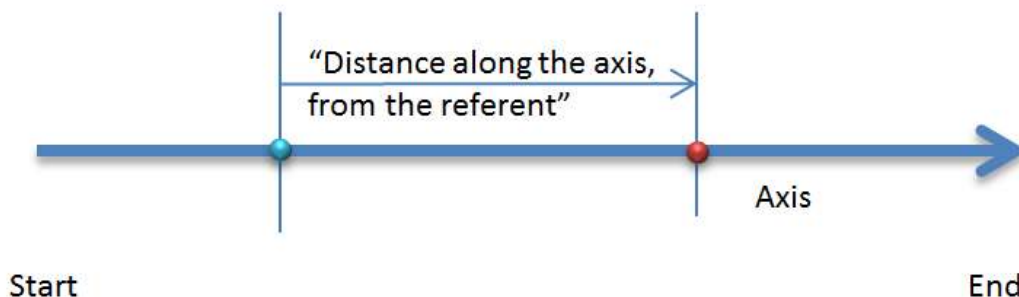 “Distance along the axis,
from the referent”
Axis
Start
End